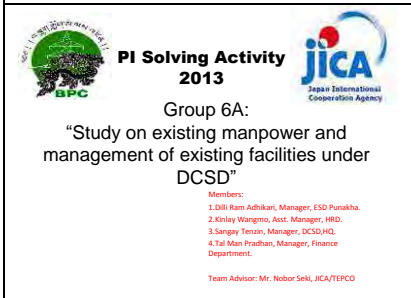 PI Solving Activity
2013
BPC
jICA
Japan International
Cooperation Agency
Group 6A:
“Study on existing manpower and
management of existing facilities under
DCSD”
Members:
1.Dilli Ram Adhikari, Manager, ESD Punakha.
2.Kinlay Wangmo, Asst. Manager, HRD.
3.Sangay Tenzin, Manager, DCSD,HQ.
4.Tal Man Pradhan, Manager, Finance
Department.
Team Advisor: Mr. Nobor Seki, JICA/TEPCO